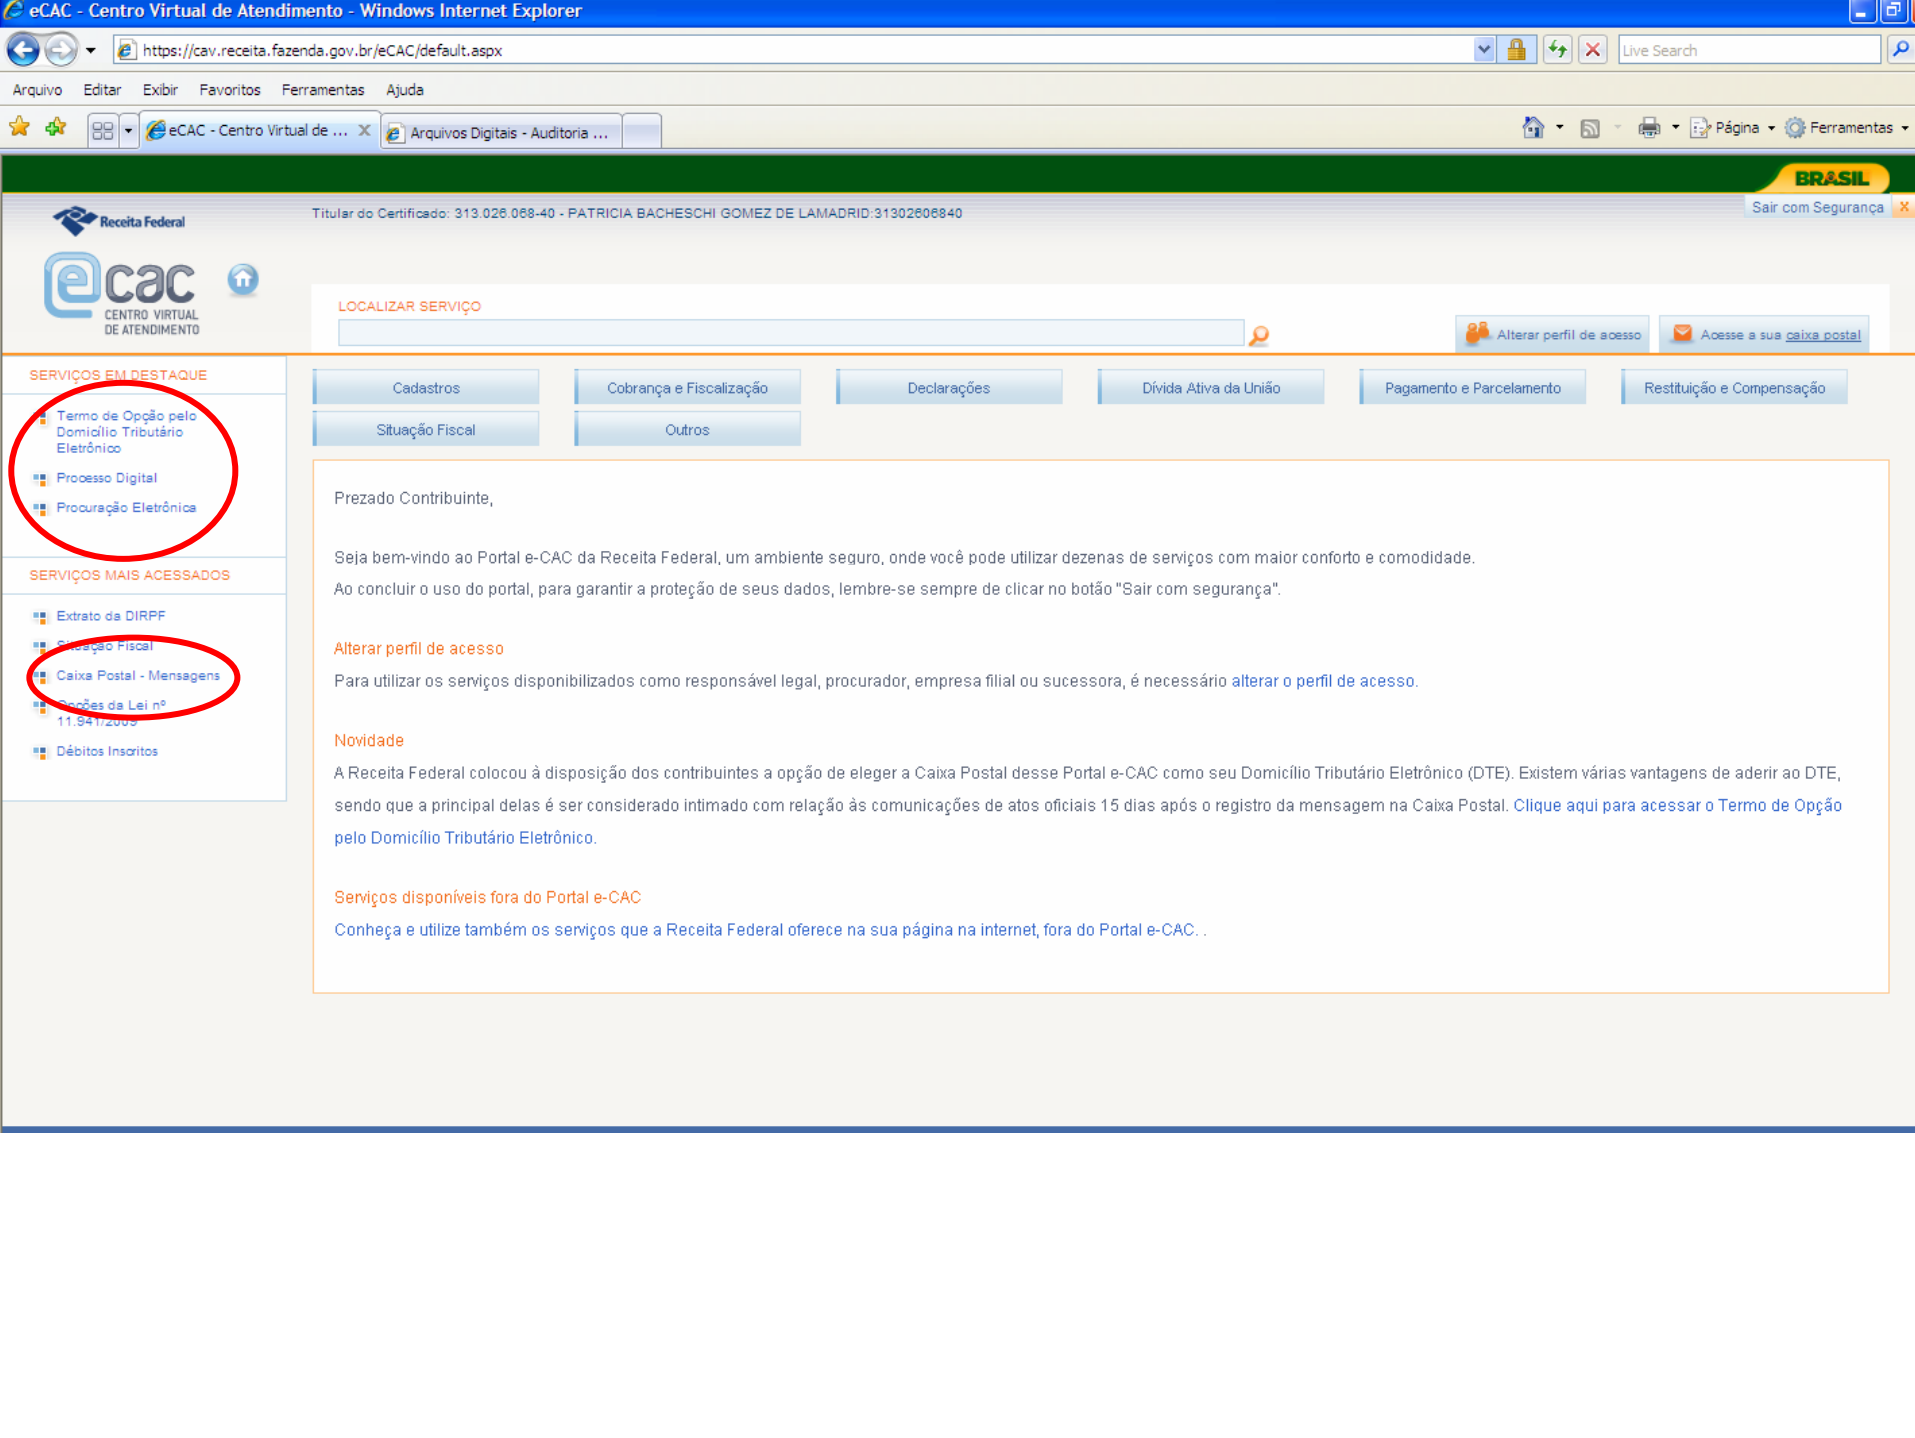 eCAC - Centro Virtual de Atendimento - Windows Internet Explorer
https://cav.receita.fazenda.gov.br/eCAC/default.aspx
Live Search
Arquivo Editar Exibir Favoritos Ferramentas Ajuda
eCAC - Centro Virtual de ... X
Arquivos Digitais - Auditoria ...
Página
Ferramentas
BRASIL
Receita Federal
Titular do Certificado: 313.026.068-40 - PATRICIA BACHESCHI GOMEZ DE LAMADRID:31302606840
Sair com Segurança X
ecac
CENTRO VIRTUAL
DE ATENDIMENTO
LOCALIZAR SERVIÇO
Alterar perfil de acesso
Acesse a sua caixa postal
SERVIÇOS EM DESTAQUE
Termo de Opção pelo
Domicílio Tributário
Eletrônico
Processo Digital
Procuração Eletrônica
SERVIÇOS MAIS ACESSADOS
Extrato da DIRPF
Situação Fiscal
Caixa Postal - Mensagens
Opções da Lei nº
11.941/2009
Débitos Inscritos
Cadastros
Cobrança e Fiscalização
Declarações
Dívida Ativa da União
Pagamento e Parcelamento
Restituição e Compensação
Situação Fiscal
Outros
Prezado Contribuinte,
Seja bem-vindo ao Portal e-CAC da Receita Federal, um ambiente seguro, onde você pode utilizar dezenas de serviços com maior conforto e comodidade.
Ao concluir o uso do portal, para garantir a proteção de seus dados, lembre-se sempre de clicar no botão "Sair com segurança".
Alterar perfil de acesso
Para utilizar os serviços disponibilizados como responsável legal, procurador, empresa filial ou sucessora, é necessário alterar o perfil de acesso.
Novidade
A Receita Federal colocou à disposição dos contribuintes a opção de eleger a Caixa Postal desse Portal e-CAC como seu Domicílio Tributário Eletrônico (DTE). Existem várias vantagens de aderir ao DTE,
sendo que a principal delas é ser considerado intimado com relação às comunicações de atos oficiais 15 dias após o registro da mensagem na Caixa Postal. Clique aqui para acessar o Termo de Opção
pelo Domicílio Tributário Eletrônico.
Serviços disponíveis fora do Portal e-CAC
Conheça e utilize também os serviços que a Receita Federal oferece na sua página na internet, fora do Portal e-CAC. .